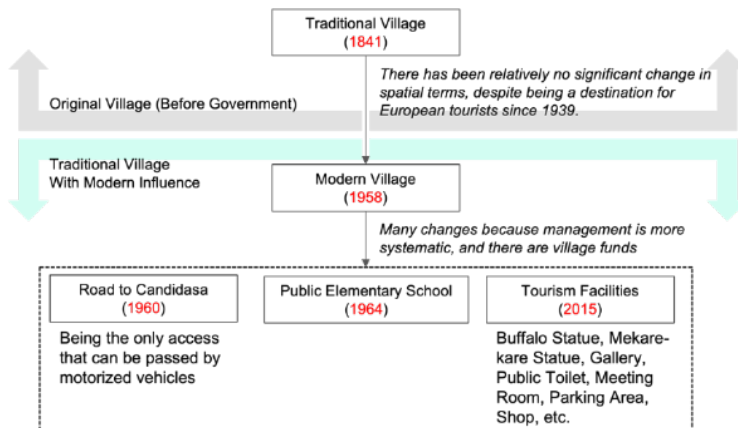 Traditional Village
(1841)
There has been relatively no significant change in
spatial terms, despite being a destination for
European tourists since 1939.
Original Village (Before Government)
Traditional Village
With Modern Influence
Modern Village
(1958)
Many changes because management is more
systematic, and there are village funds
Road to Candidasa
(1960)
Being the only access
that can be passed by
motorized vehicles
Public Elementary School
(1964)
Tourism Facilities
(2015)
Buffalo Statue, Mekare-
kare Statue, Gallery,
Public Toilet, Meeting
Room, Parking Area,
Shop, etc.